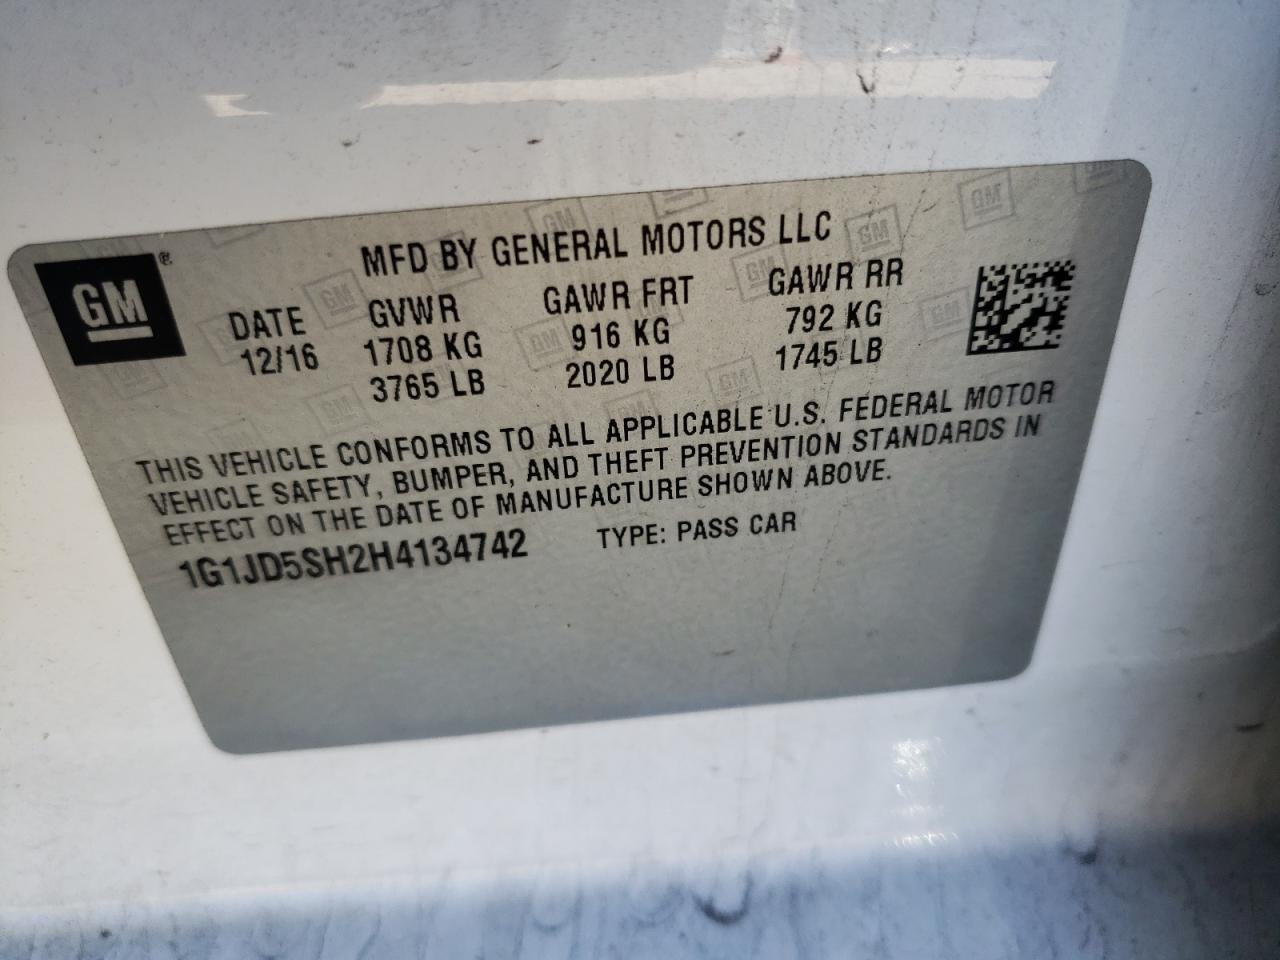 GM®
MFD BY GENERAL MOTORS LLC
DATE GVWR GAWR FRT GAWR RR
12/16 1708 KG 916 KG 792 KG
3765 LB 2020 LB 1745 LB
THIS VEHICLE CONFORMS TO ALL APPLICABLE U.S. FEDERAL MOTOR
VEHICLE SAFETY, BUMPER, AND THEFT PREVENTION STANDARDS IN
EFFECT ON THE DATE OF MANUFACTURE SHOWN ABOVE.
1G1JD5SH2H4134742 TYPE: PASS CAR